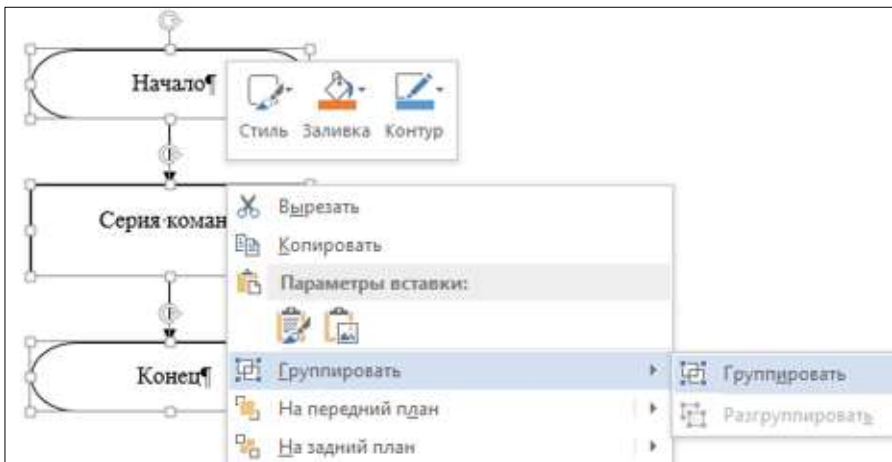 Начало¶
Стиль Заливка Контур
Серия·коман
Вырезать
Копировать
Параметры вставки:
Конец¶
Группировать
Группировать
На передний план
Разгруппировать
На задний план